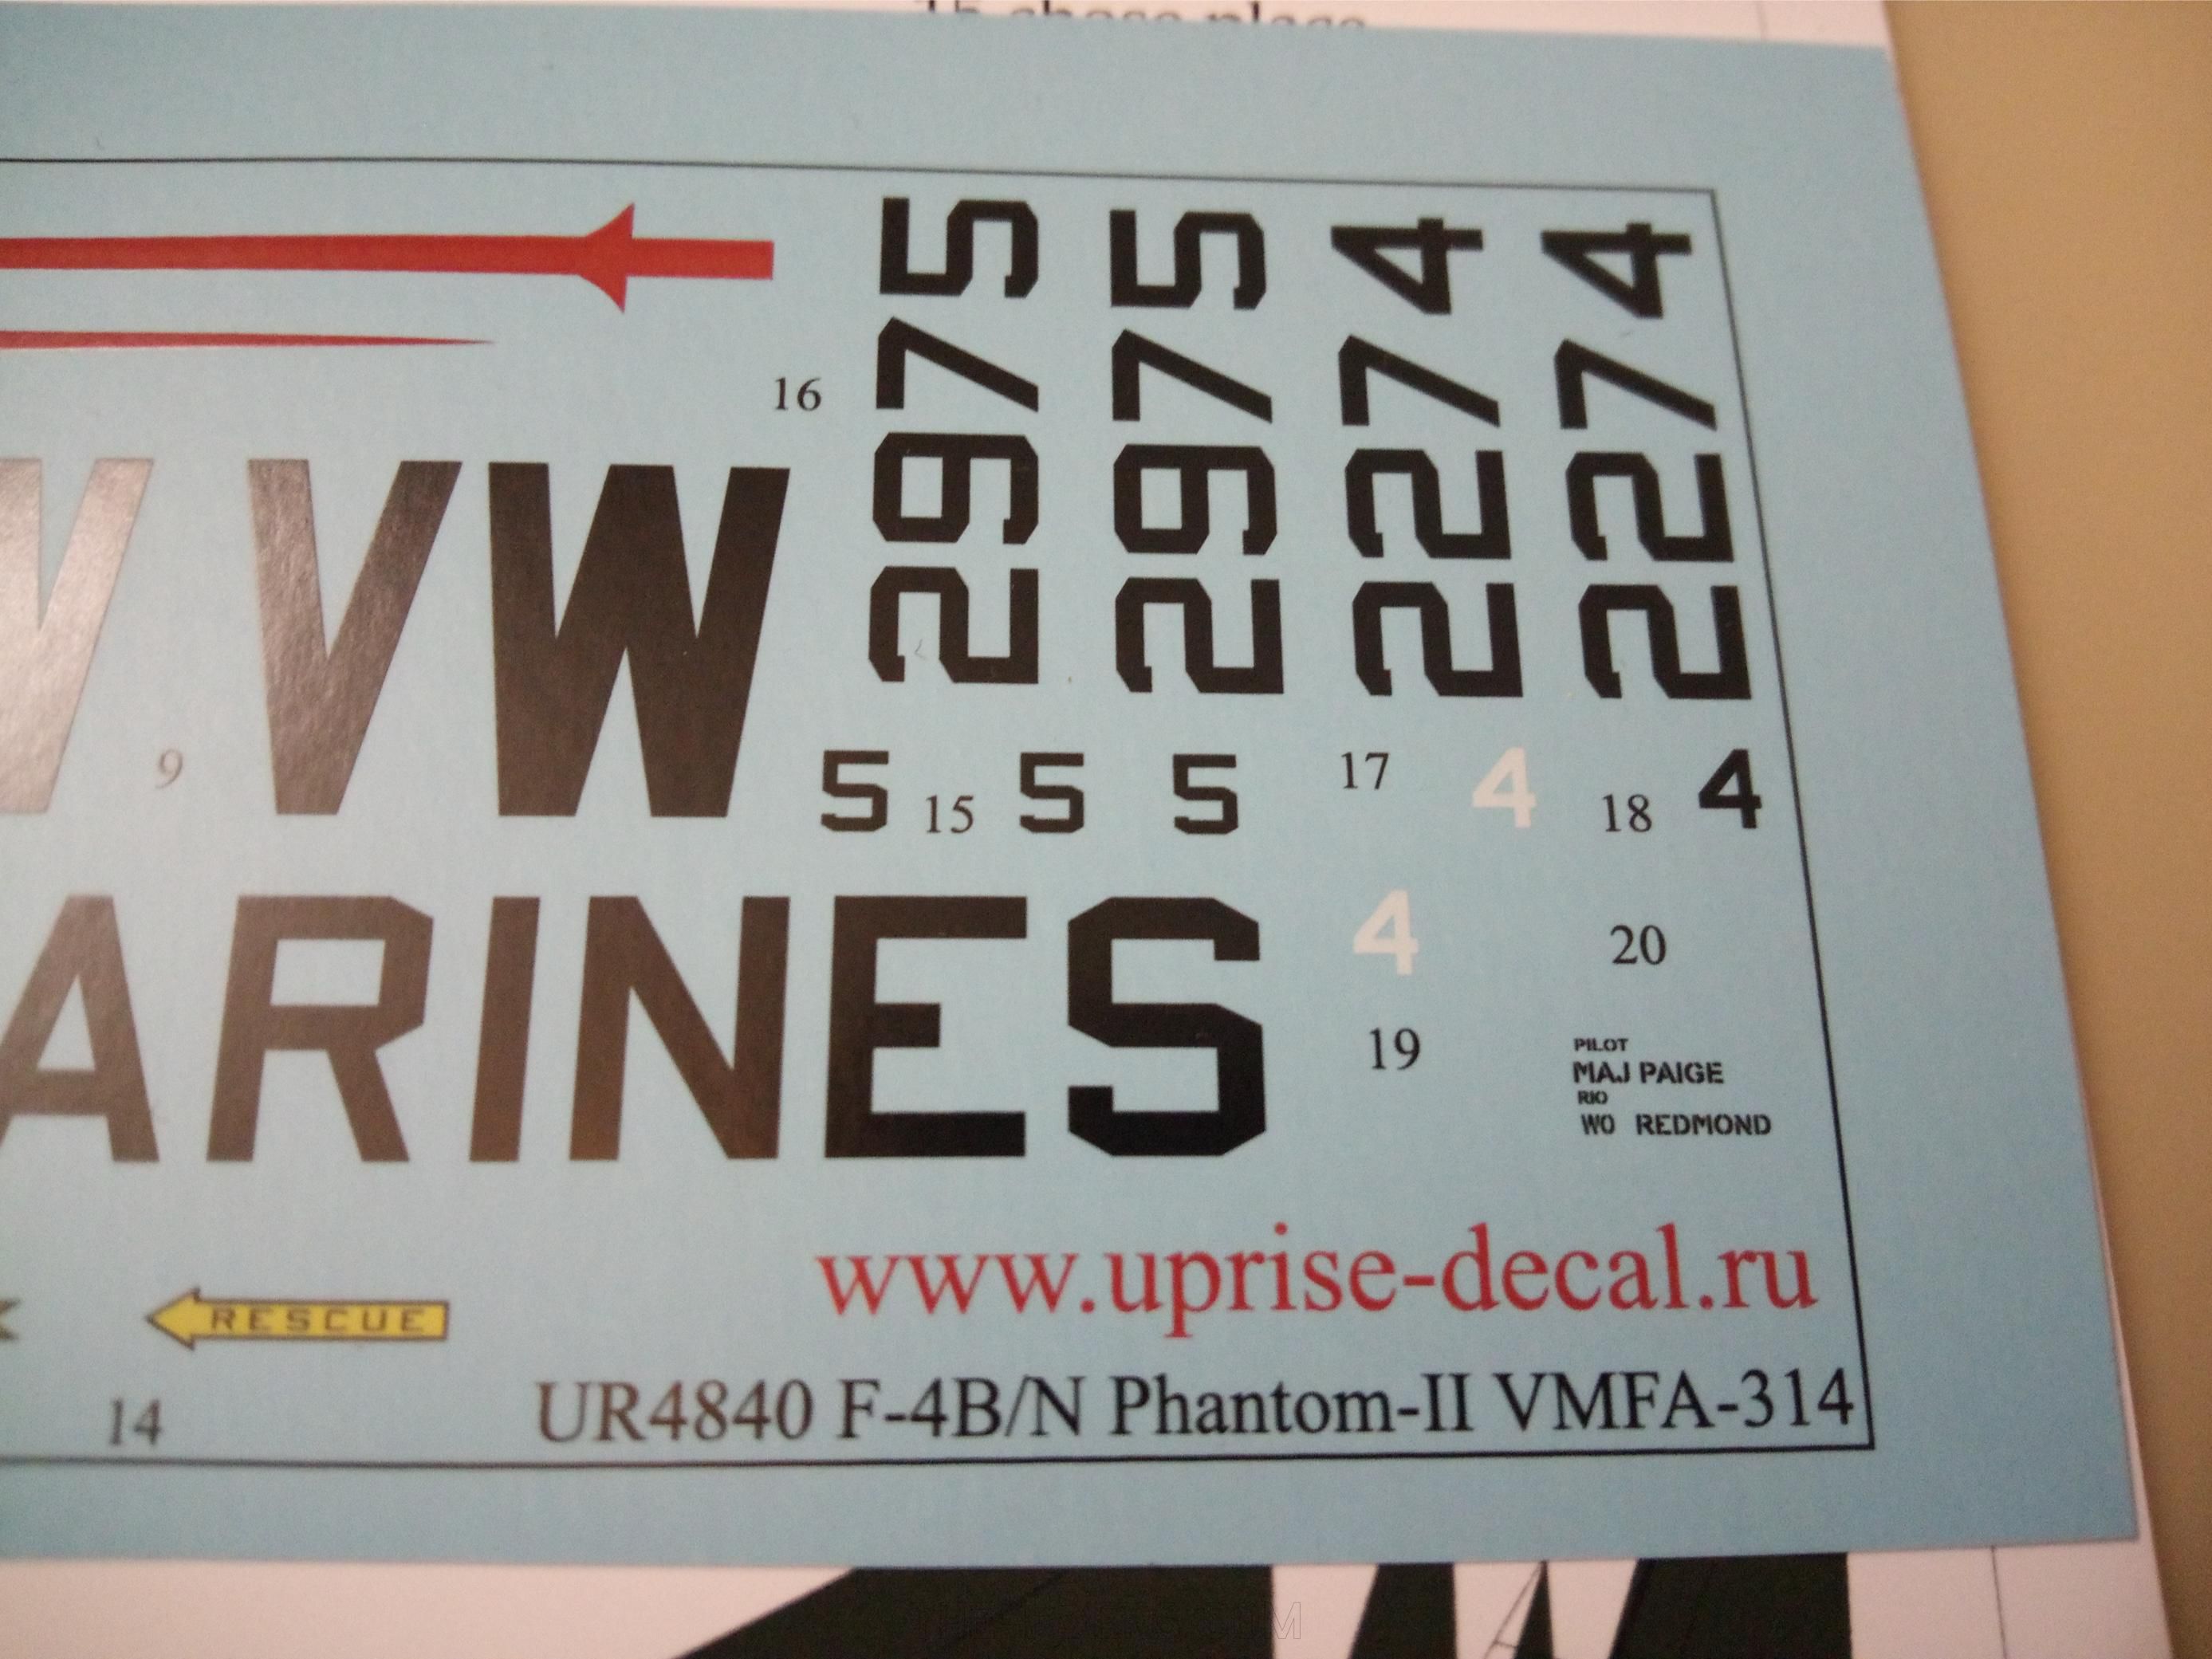 2975
2975
2274
2274
16
W
VW
9
5
15
5
5
17
4
18
4
ARINES
4
20
19
PILOT
MAJ PAIGE
RIO
WO REDMOND
www.uprise-decal.ru
RESCUE
14
UR4840 F-4B/N Phantom-II VMFA-314